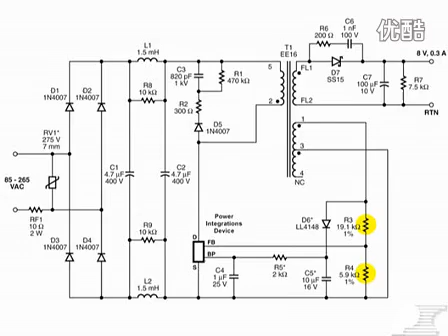 优酷
R6
200 Ω
C6
1 nF
100 V
L1
1.5 mH
T1
EE16
8 V, 0.3 A
C3
820 pF
1 kV
R1
470 kΩ
5
FL1
D7
SS15
C7
100 µF
10 V
R7
7.5 kΩ
D1
1N4007
D2
1N4007
R8
10 kΩ
R2
300 Ω
2
FL2
RTN
RV1*
275 V
7 mm
D5
1N4007
1
3
85 - 265
VAC
C1
4.7 µF
400 V
C2
4.7 µF
400 V
4
NC
RF1
10 Ω
2 W
Power
Integrations
Device
D6*
LL4148
R3
19.1 kΩ
1%
R9
10 kΩ
D
FB
BP
S
D3
1N4007
D4
1N4007
C4
1 µF
25 V
R5*
2 kΩ
C5*
10 µF
16 V
R4
5.9 kΩ
1%
L2
1.5 mH